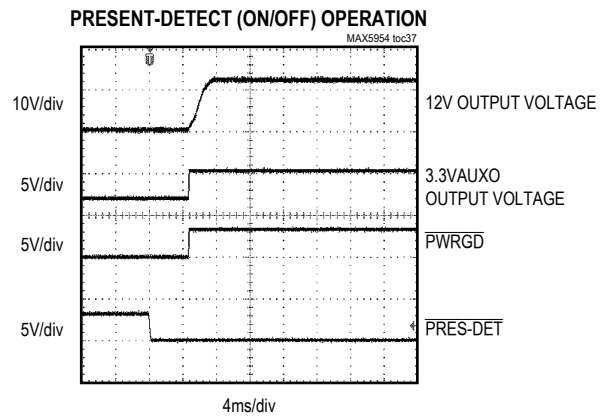 PRESENT-DETECT (ON/OFF) OPERATION
MAX5954 toc37
10V/div
12V OUTPUT VOLTAGE
5V/div
3.3VAUXO
OUTPUT VOLTAGE
5V/div
PWRGD
5V/div
PRES-DET
4ms/div